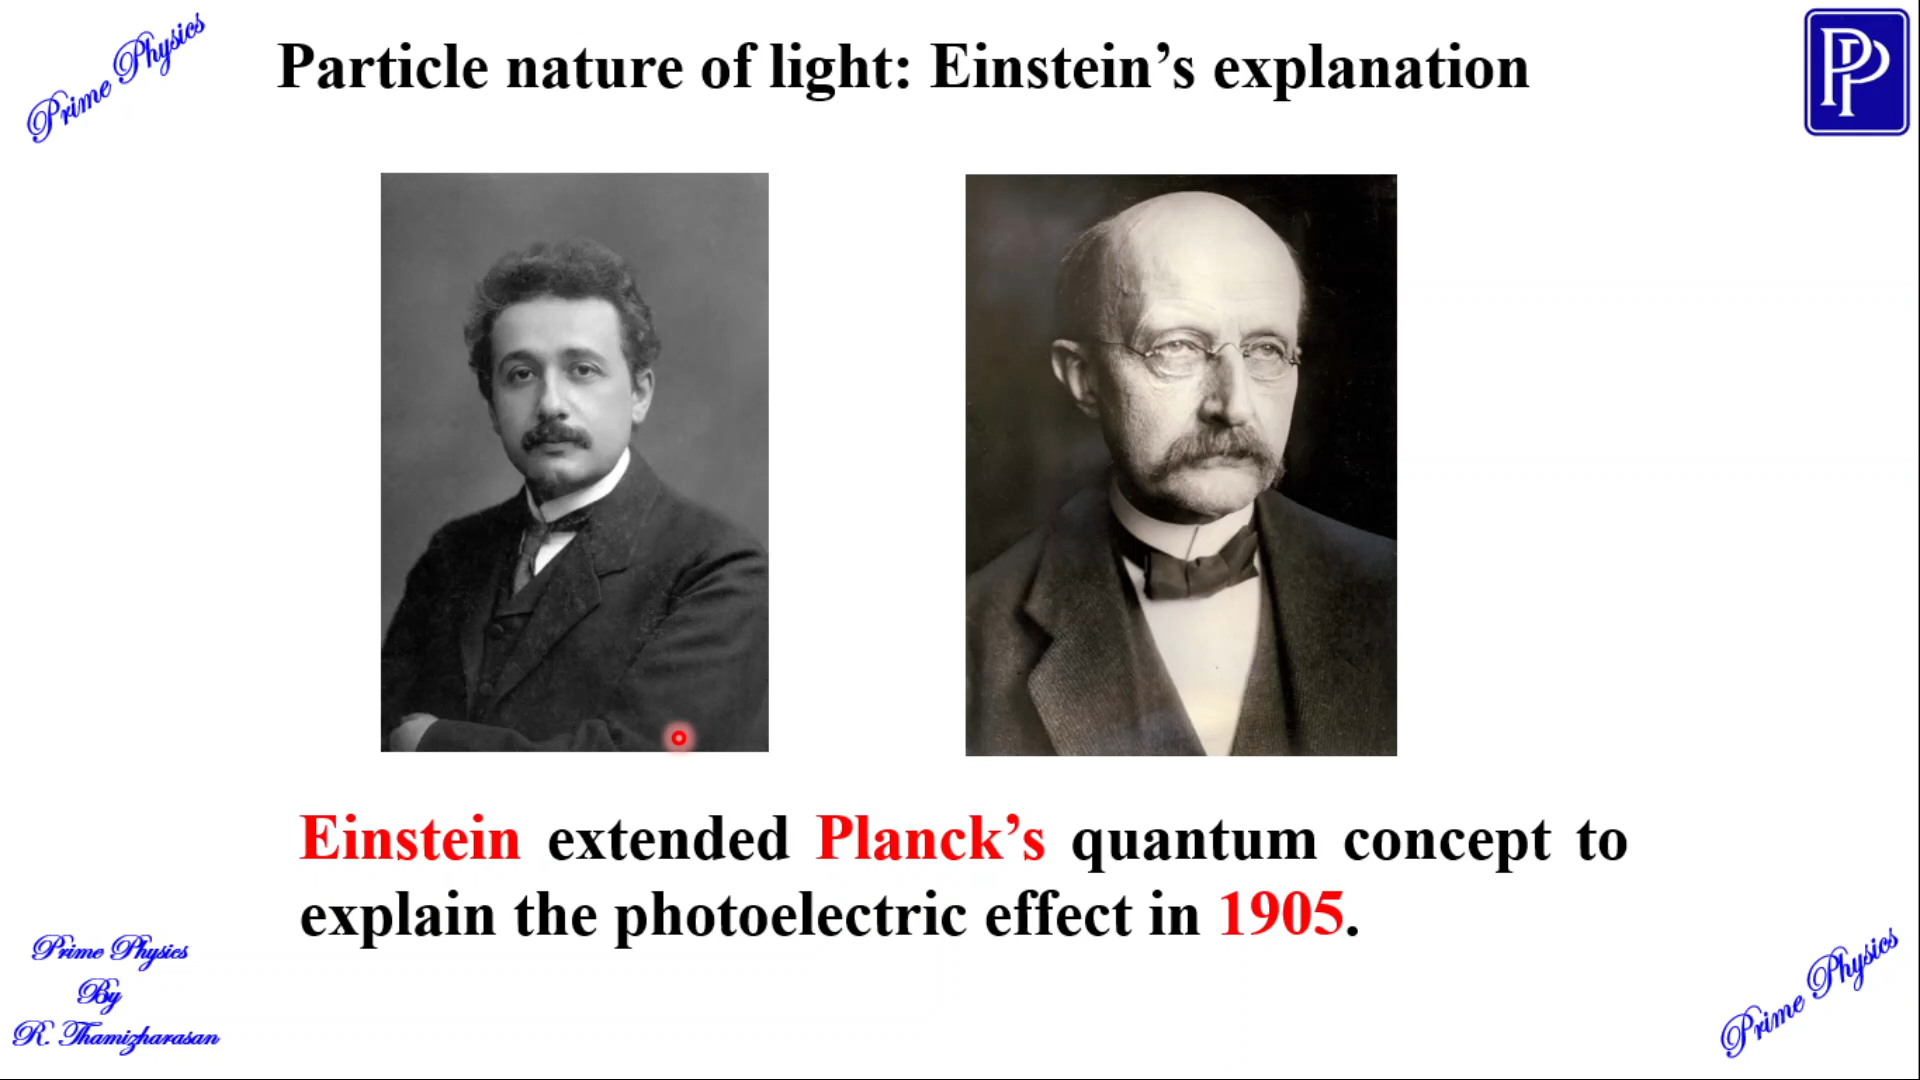 Prime Physics
Particle nature of light: Einstein’s explanation
PP
Einstein extended Planck’s quantum concept to
explain the photoelectric effect in 1905.
Prime Physics
By
R. Thamizharasan
Prime Physics